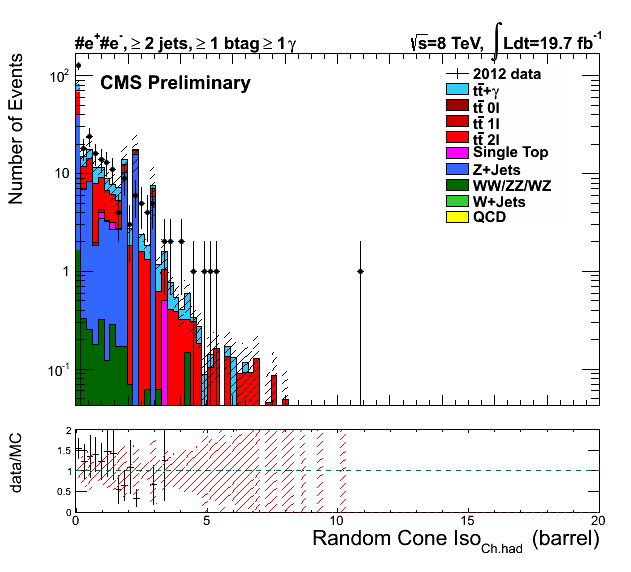 #e⁺#e⁻, ≥ 2 jets, ≥ 1 btag ≥ 1 γ
√s=8 TeV, ∫Ldt=19.7 fb⁻¹
CMS Preliminary
2012 data
tt̄+γ
tt̄ 0l
tt̄ 1l
tt̄ 2l
Single Top
Z+Jets
WW/ZZ/WZ
W+Jets
QCD
Number of Events
10²
10
1
10⁻¹
data/MC
2
1.5
1
0.5
0
0 5 10 15 20
Random Cone Iso_Ch.had (barrel)